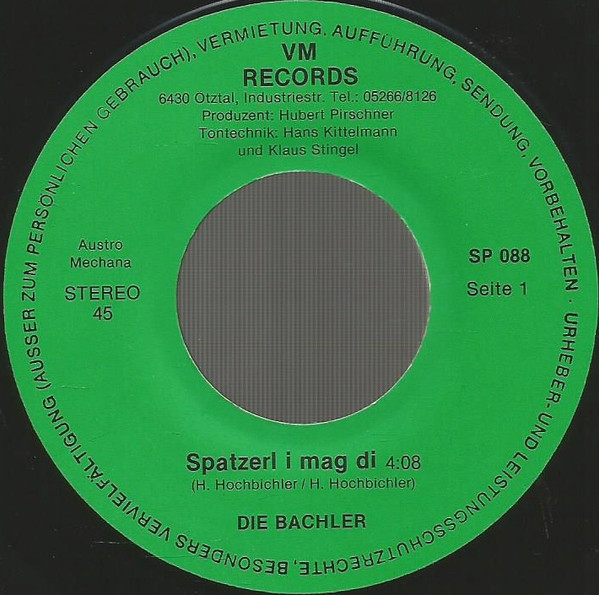 VM
RECORDS
6430 Otztal, Industriestr. Tel.: 05266/8126
Produzent: Hubert Pirschner
Tontechnik: Hans Kittelmann
und Klaus Stingel
Austro
Mechana
STEREO
45
SP 088
Seite 1
Spatzerl i mag di 4:08
(H. Hochbichler / H. Hochbichler)
DIE BACHLER
URHEBER- UND LEISTUNGSSCHUTZRECHTE, BESONDERS VERVIELFÄLTIGUNG (AUSSER ZUM PERSÖNLICHEN GEBRAUCH), VERMIETUNG, AUFFÜHRUNG, SENDUNG, VORBEHALTEN ·